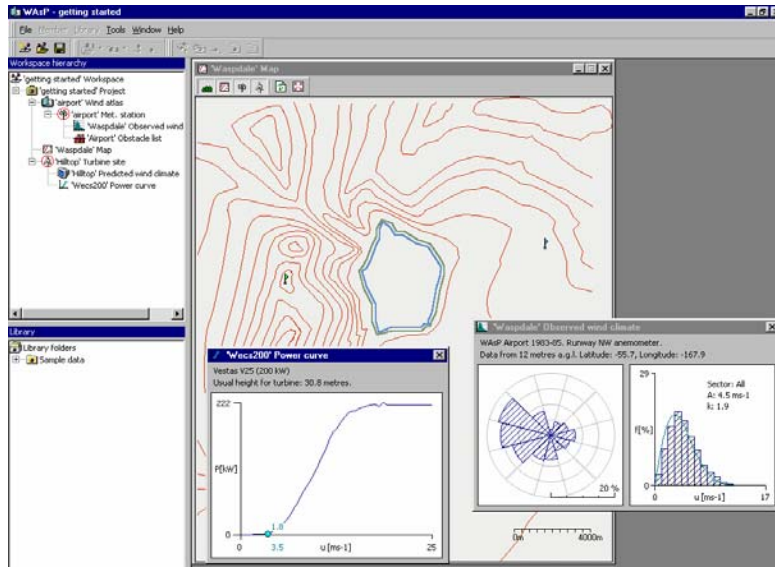 WAsP - getting started
File Member Library Tools Window Help
Workspace hierarchy
'getting started' Workspace
'getting started' Project
'airport' Wind atlas
'airport' Met. station
'Waspdale' Observed wind
'Airport' Obstacle list
'Waspdale' Map
'Hilltop' Turbine site
'Hilltop' Predicted wind climate
'Wecs200' Power curve
Library
Library folders
Sample data
'Waspdale' Map
0m 4000m
'Wecs200' Power curve
Vestas V25 (200 kW)
Usual height for turbine: 30.8 metres.
222
P[kW]
1.0
0
0 3.5 u [ms-1] 25
'Waspdale' Observed wind climate
WAsP Airport 1983-85. Runway NW anemometer.
Data from 12 metres a.g.l. Latitude: -55.7, Longitude: -167.9
20 %
29
Sector: All
A: 4.5 ms-1
k: 1.9
f[%]
0
0 u [ms-1] 17